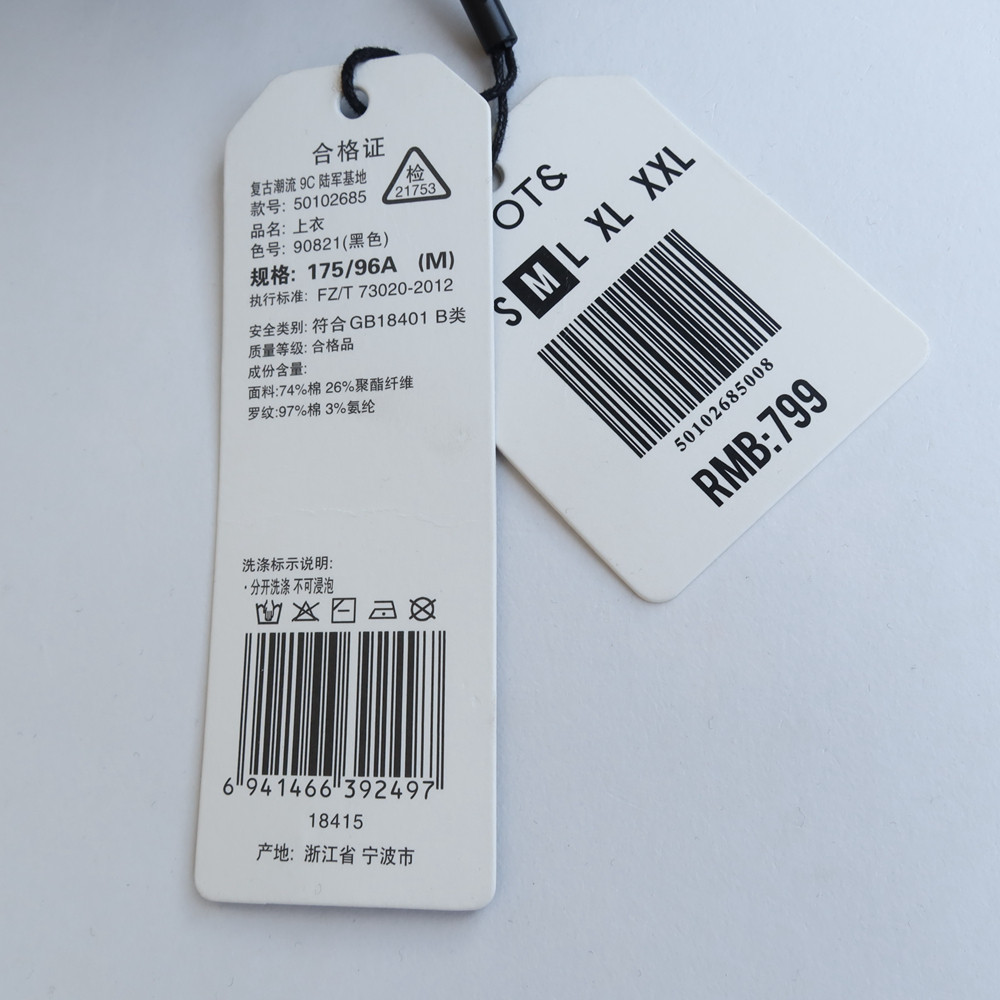 合格证
复古潮流 9C 陆军基地
检
21753
款号: 50102685
品名: 上衣
色号: 90821(黑色)
规格: 175/96A (M)
执行标准: FZ/T 73020-2012
安全类别: 符合GB18401 B类
质量等级: 合格品
成份含量:
面料:74%棉 26%聚酯纤维
罗纹:97%棉 3%氨纶
洗涤标示说明:
·分开洗涤 不可浸泡
6 941466 392497
18415
产地: 浙江省 宁波市
OT&
S M L XL XXL
50102685008
RMB:799